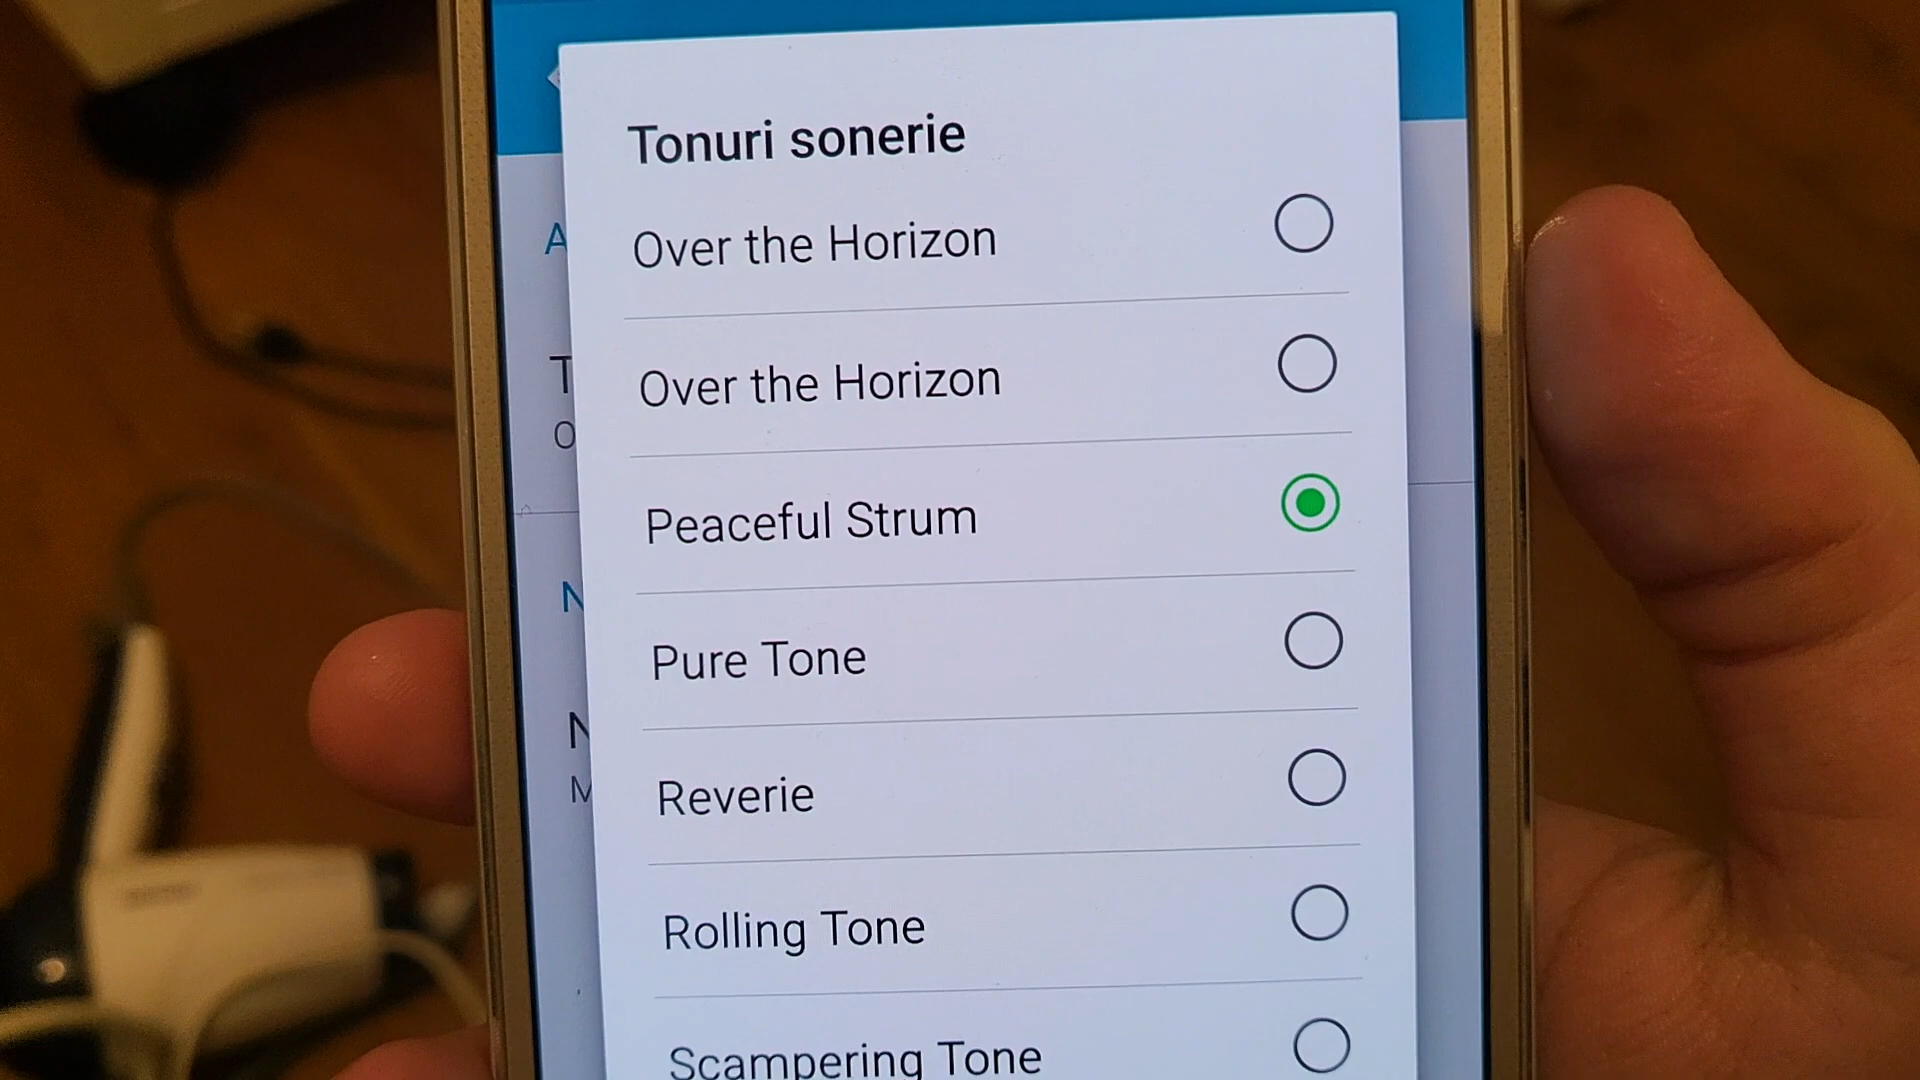 Tonuri sonerie
Over the Horizon
Over the Horizon
Peaceful Strum
Pure Tone
Reverie
Rolling Tone
Scampering Tone